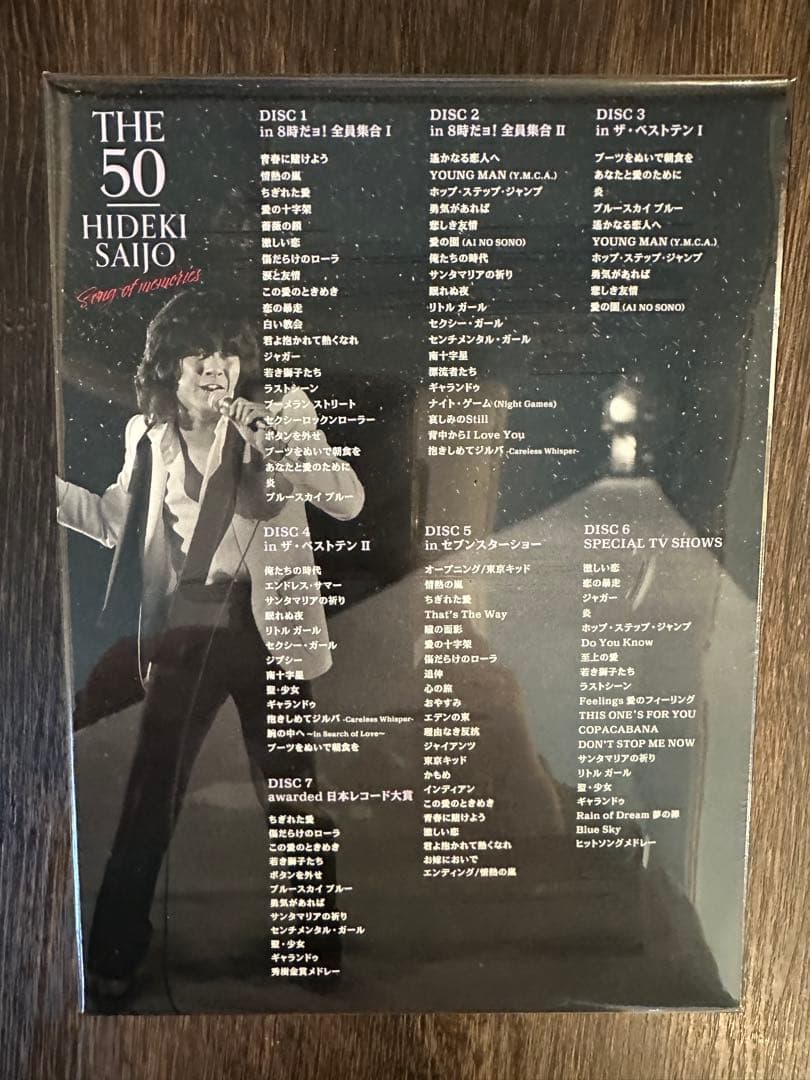 THE
50
HIDEKI
SAIJO
Song of memories
DISC 1
in 8時だョ! 全員集合 I
青春に賭けよう
情熱の嵐
ちぎれた愛
愛の十字架
薔薇の鎖
激しい恋
傷だらけのローラ
涙と友情
この愛のときめき
恋の暴走
白い教会
君よ抱かれて熱くなれ
ジャガー
若き獅子たち
ラストシーン
ブーメラン ストリート
セクシーロックンローラー
ボタンを外せ
ブーツをぬいで朝食を
あなたと愛のために
炎
ブルースカイ ブルー
DISC 2
in 8時だョ! 全員集合 II
遥かなる恋人へ
YOUNG MAN (Y.M.C.A.)
ホップ・ステップ・ジャンプ
勇気があれば
悲しき友情
愛の園 (AI NO SONO)
俺たちの時代
サンタマリアの祈り
眠れぬ夜
リトル ガール
セクシー・ガール
センチメンタル・ガール
南十字星
漂流者たち
ギャランドゥ
ナイト・ゲーム (Night Games)
哀しみのStill
背中からI Love You
抱きしめてジルバ -Careless Whisper-
DISC 3
in ザ・ベストテン I
ブーツをぬいで朝食を
あなたと愛のために
炎
ブルースカイ ブルー
遥かなる恋人へ
YOUNG MAN (Y.M.C.A.)
ホップ・ステップ・ジャンプ
勇気があれば
悲しき友情
愛の園 (AI NO SONO)
DISC 4
in ザ・ベストテン II
俺たちの時代
エンドレス・サマー
サンタマリアの祈り
眠れぬ夜
リトル ガール
セクシー・ガール
ジプシー
南十字星
聖・少女
ギャランドゥ
抱きしめてジルバ -Careless Whisper-
腕の中へ ~In Search of Love~
ブーツをぬいで朝食を
DISC 5
in セブンスターショー
オープニング/東京キッド
情熱の嵐
ちぎれた愛
That's The Way
瞳の面影
愛の十字架
傷だらけのローラ
追伸
心の旅
おやすみ
エデンの東
理由なき反抗
ジャイアンツ
東京キッド
かもめ
インディアン
この愛のときめき
青春に賭けよう
激しい恋
君よ抱かれて熱くなれ
お嫁においで
エンディング/情熱の嵐
DISC 6
SPECIAL TV SHOWS
激しい恋
恋の暴走
ジャガー
炎
ホップ・ステップ・ジャンプ
Do You Know
至上の愛
若き獅子たち
ラストシーン
Feelings 愛のフィーリング
THIS ONE'S FOR YOU
COPACABANA
DON'T STOP ME NOW
サンタマリアの祈り
リトル ガール
聖・少女
ギャランドゥ
Rain of Dream 夢の罪
Blue Sky
ヒットソングメドレー
DISC 7
awarded 日本レコード大賞
ちぎれた愛
傷だらけのローラ
この愛のときめき
若き獅子たち
ボタンを外せ
ブルースカイ ブルー
勇気があれば
サンタマリアの祈り
センチメンタル・ガール
聖・少女
ギャランドゥ
秀樹金賞メドレー